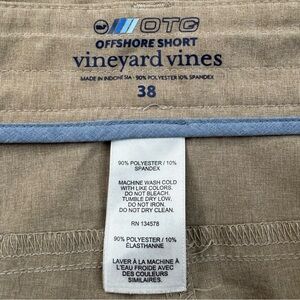 OTG
OFFSHORE SHORT
vineyard vines
MADE IN INDONESIA · 90% POLYESTER 10% SPANDEX
38
90% POLYESTER / 10%
SPANDEX
MACHINE WASH COLD
WITH LIKE COLORS.
DO NOT BLEACH.
TUMBLE DRY LOW,
DO NOT IRON,
DO NOT DRY CLEAN.
RN 134578
90% POLYESTER / 10%
ÉLASTHANNE
LAVER À LA MACHINE À
L'EAU FROIDE AVEC
DES COULEURS
SIMILAIRES.